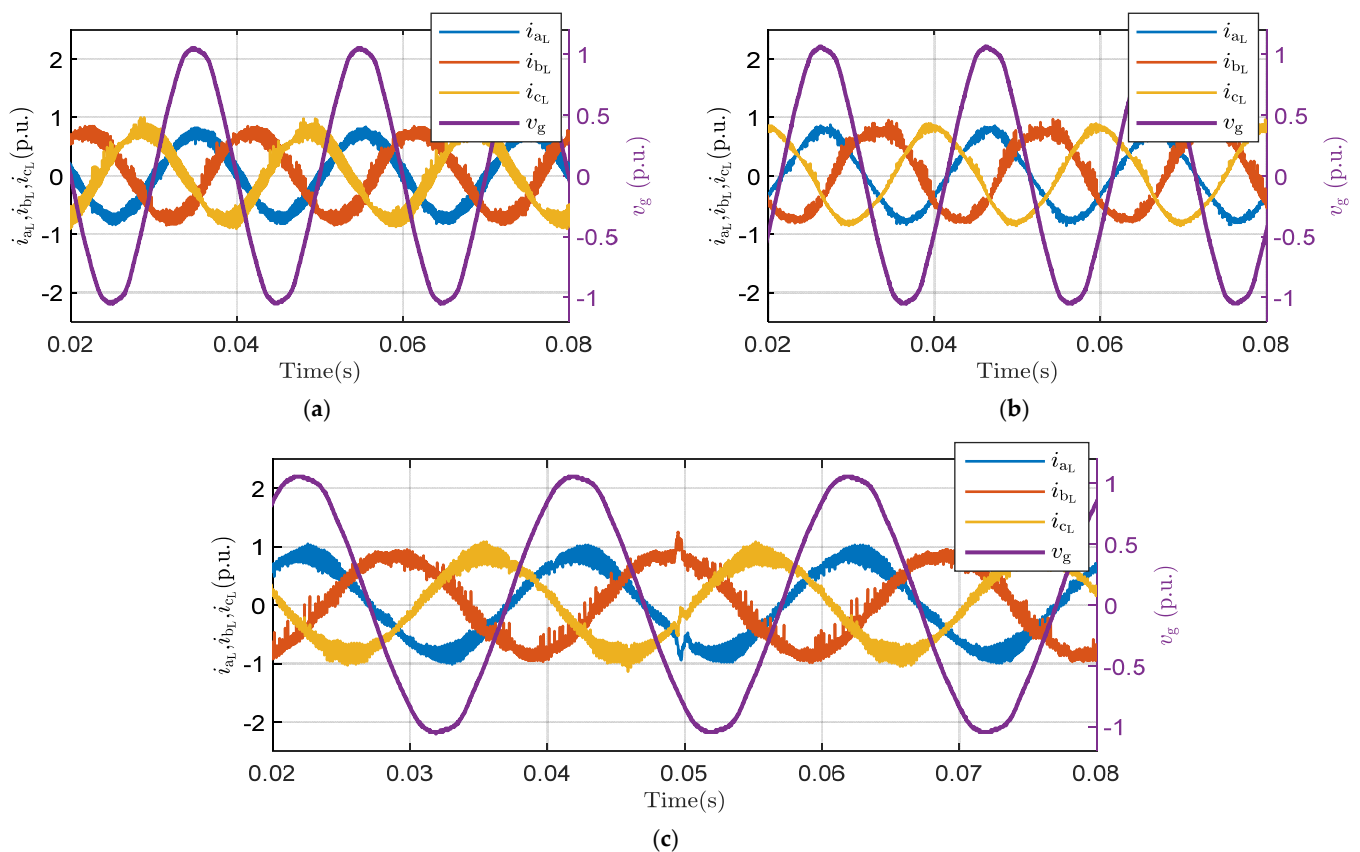 i_aL
i_bL
i_cL
v_g
2
1
0
-1
-2
i_aL,i_bL,i_cL(p.u.)
1
0.5
0
-0.5
-1
v_g (p.u.)
0.02 0.04 0.06 0.08
Time(s)
(a)
i_aL
i_bL
i_cL
v_g
2
1
0
-1
-2
i_aL,i_bL,i_cL(p.u.)
1
0.5
0
-0.5
-1
v_g (p.u.)
0.02 0.04 0.06 0.08
Time(s)
(b)
i_aL
i_bL
i_cL
v_g
2
1
0
-1
-2
i_aL,i_bL,i_cL(p.u.)
1
0.5
0
-0.5
-1
v_g (p.u.)
0.02 0.03 0.04 0.05 0.06 0.07 0.08
Time(s)
(c)